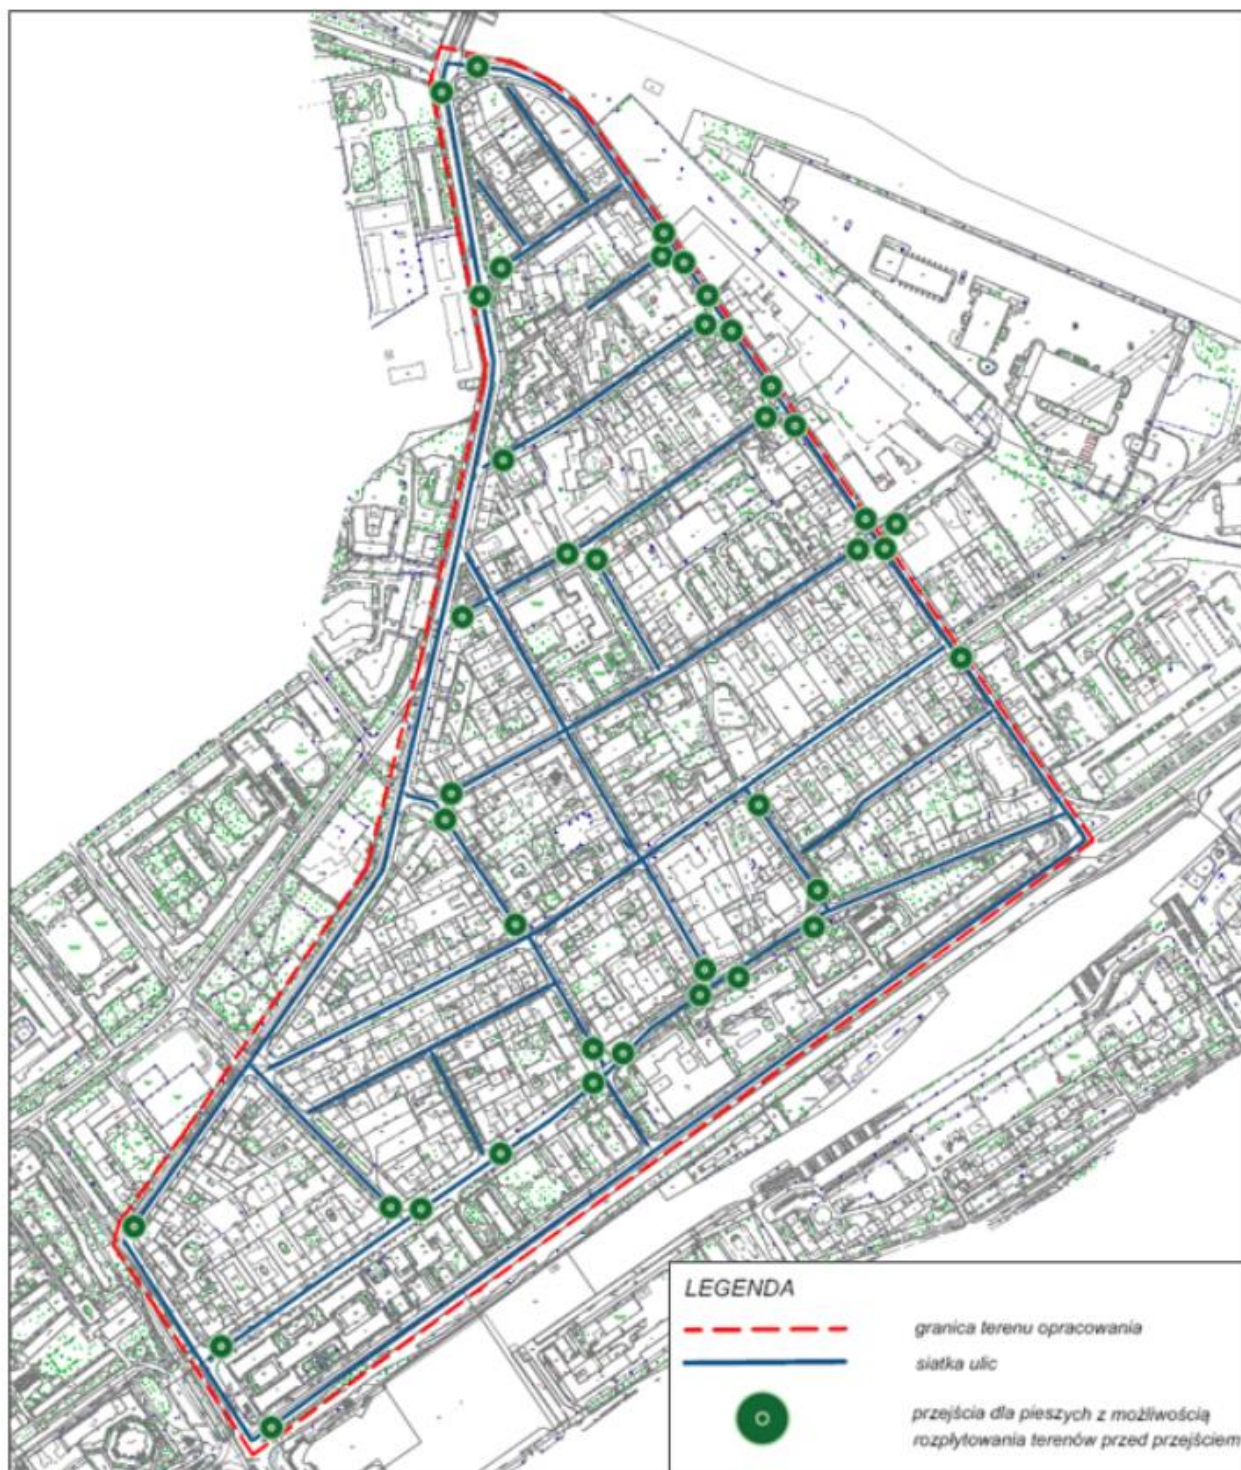 LEGENDA
granica terenu opracowania
siatka ulic
przejścia dla pieszych z możliwością
rozpłytowania terenów przed przejściem